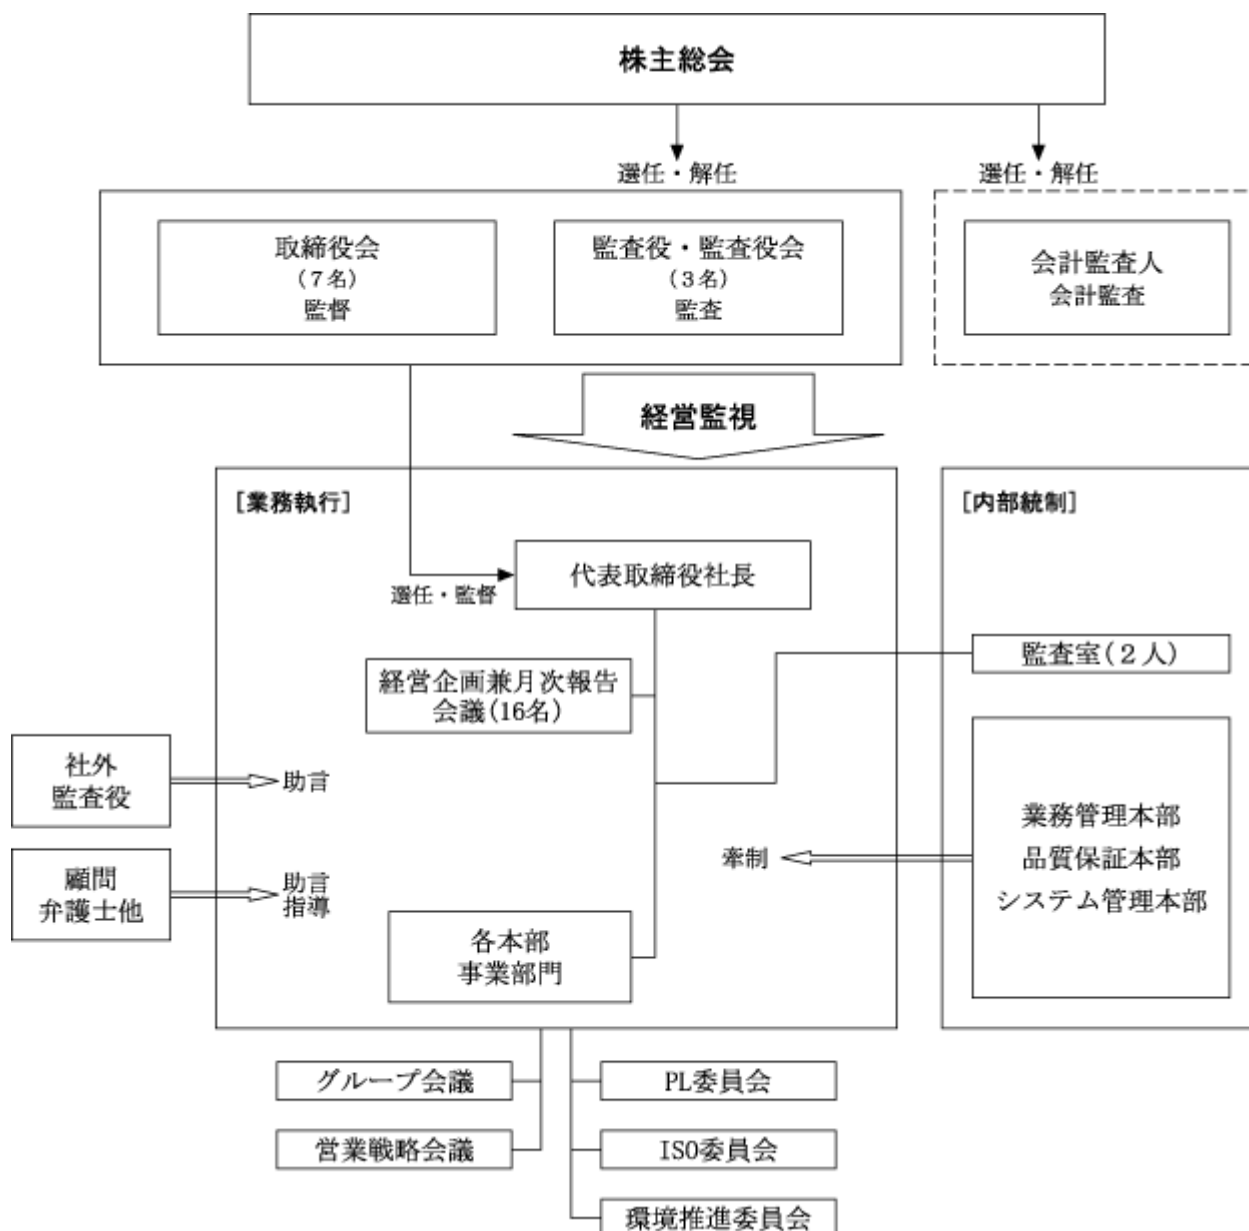 株主総会
選任・解任
選任・解任
取締役会
(7名)
監督
監査役・監査役会
(3名)
監査
会計監査人
会計監査
経営監視
[業務執行]
[内部統制]
代表取締役社長
選任・監督
監査室(2人)
経営企画兼月次報告
会議(16名)
社外
監査役
助言
業務管理本部
品質保証本部
システム管理本部
牽制
顧問
弁護士他
助言
指導
各本部
事業部門
グループ会議
PL委員会
営業戦略会議
ISO委員会
環境推進委員会